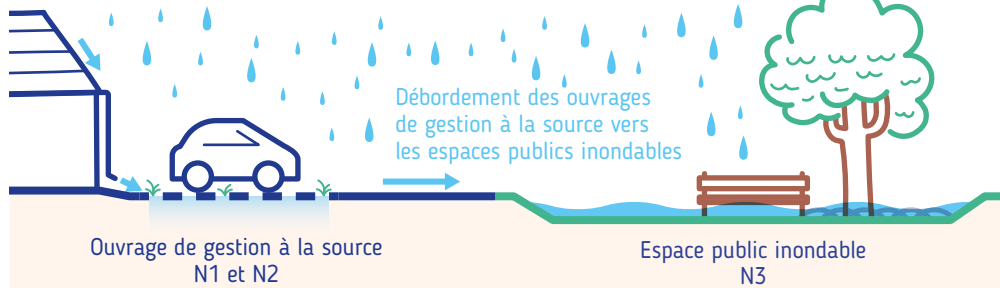 Débordement des ouvrages
de gestion à la source vers
les espaces publics inondables
Ouvrage de gestion à la source
N1 et N2
Espace public inondable
N3